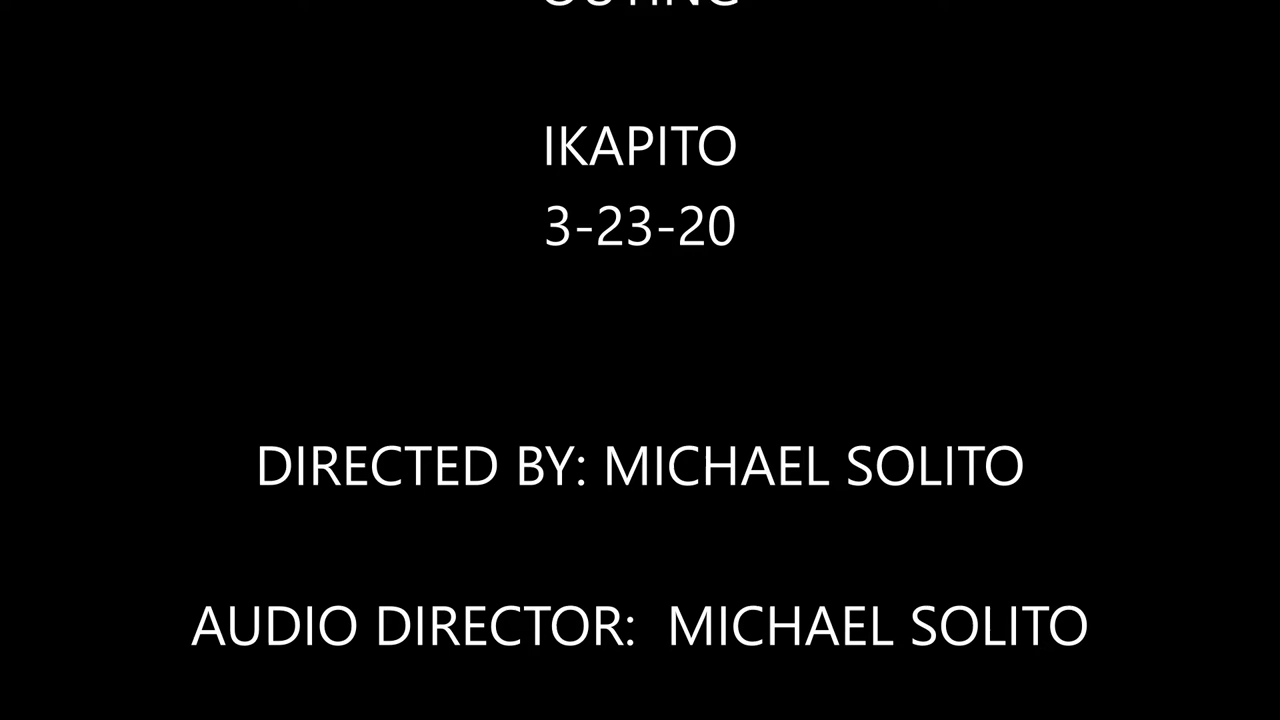 IKAPITO
3-23-20
DIRECTED BY: MICHAEL SOLITO
AUDIO DIRECTOR:  MICHAEL SOLITO